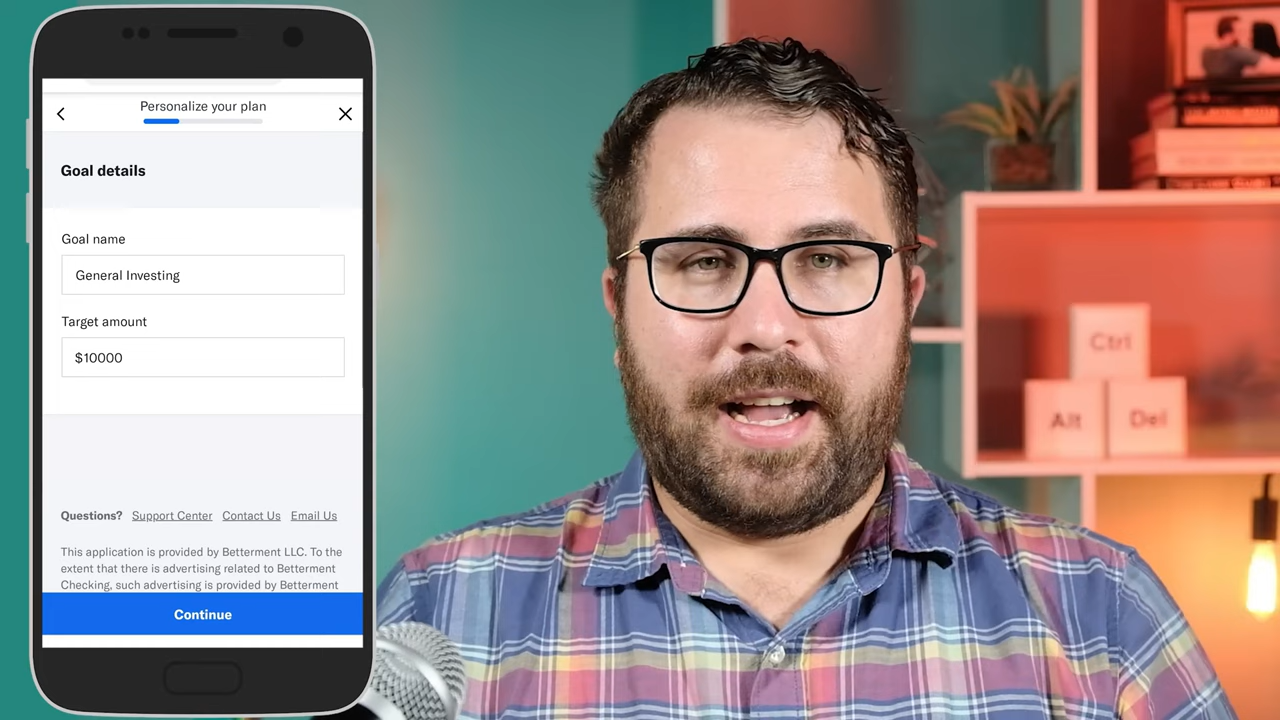 Personalize your plan
Goal details
Goal name
General Investing
Target amount
$10000
Questions? Support Center Contact Us Email Us
This application is provided by Betterment LLC. To the
extent that there is advertising related to Betterment
Checking, such advertising is provided by Betterment
Continue
Ctrl
Alt Del